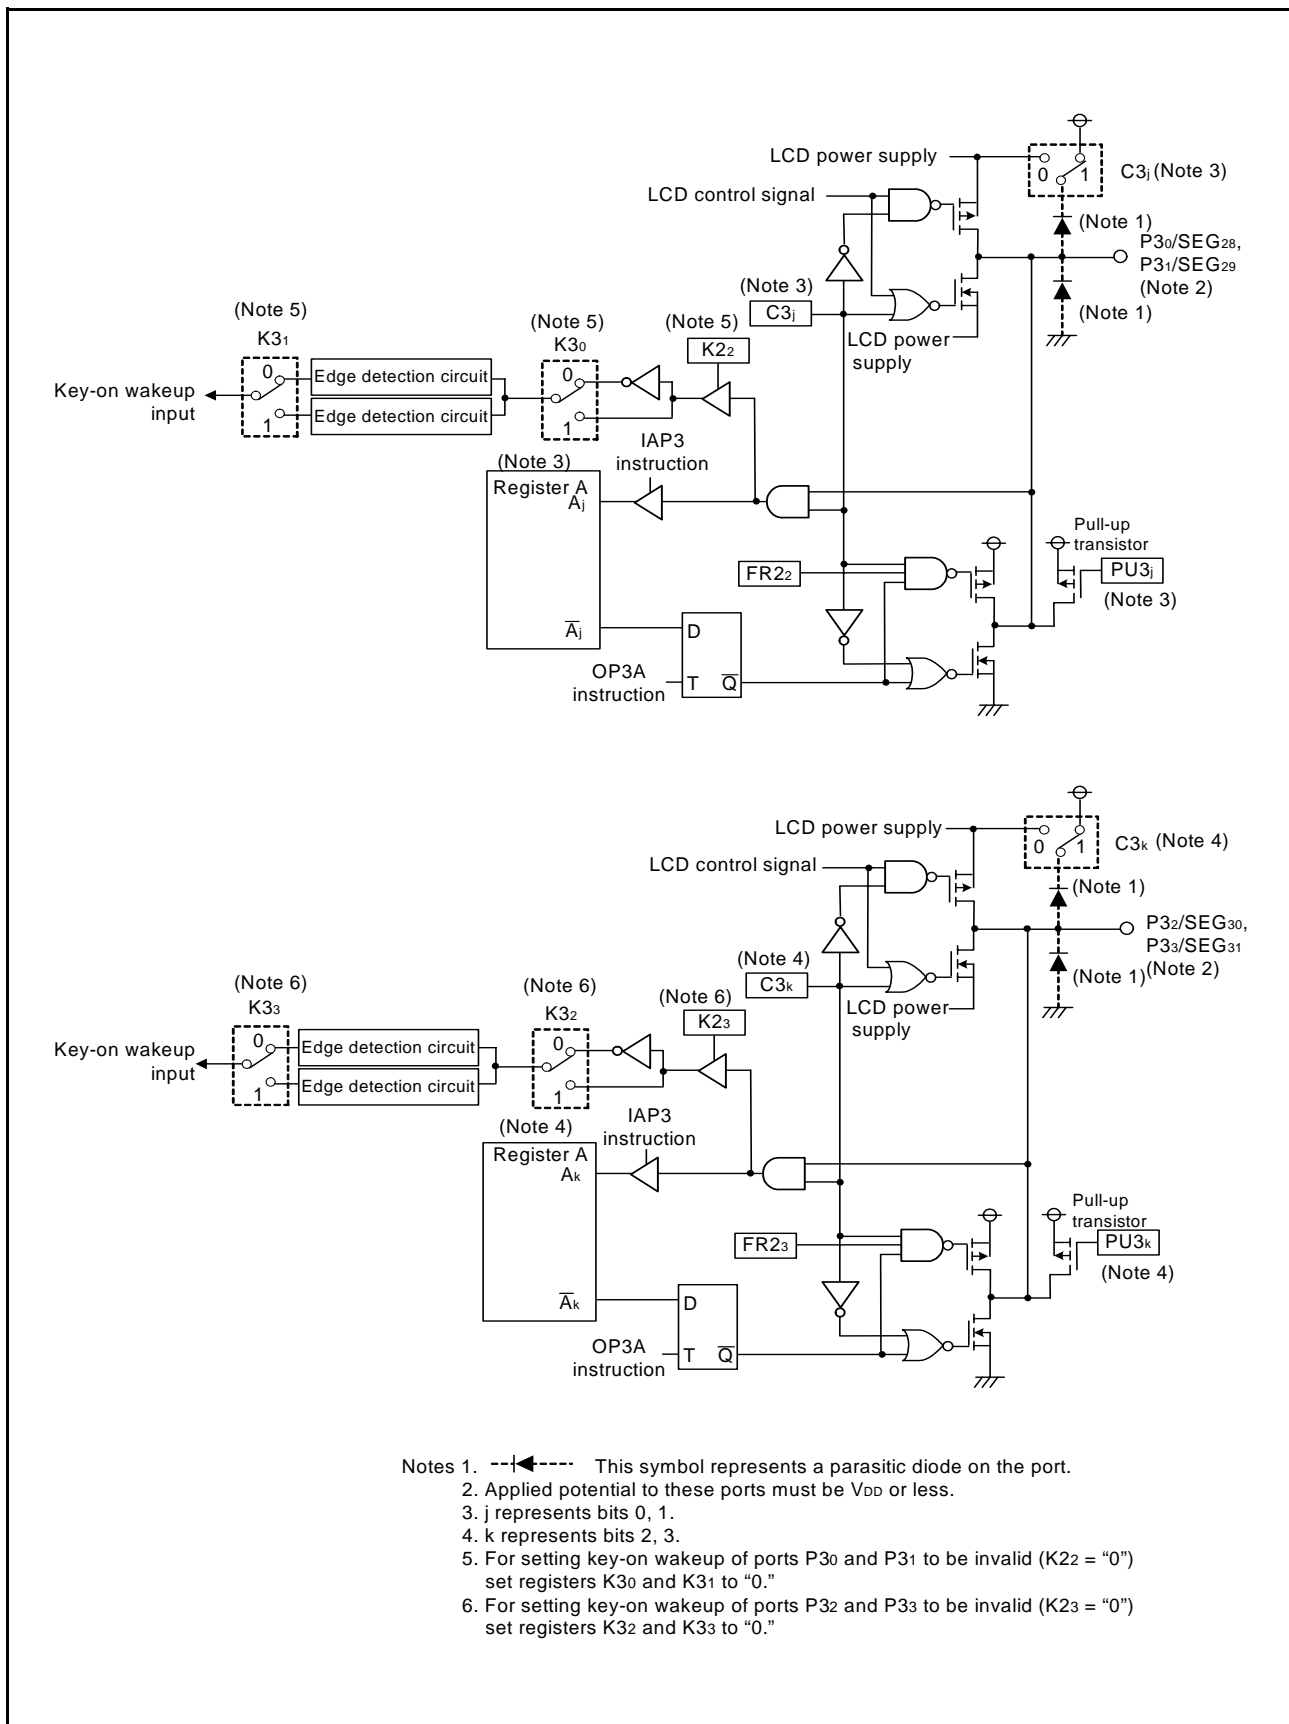 LCD power supply
0 1 C3j (Note 3)
LCD control signal
(Note 1)
P30/SEG28,
P31/SEG29
(Note 2)
(Note 1)
(Note 3)
C3j
LCD power
supply
(Note 5)
K31
0
1
Edge detection circuit
Edge detection circuit
Key-on wakeup
input
(Note 5)
K30
0
1
(Note 5)
K22
IAP3
instruction
(Note 3)
Register A
Aj
A̅j
Pull-up
transistor
FR22
PU3j
(Note 3)
D
T Q̅
OP3A
instruction
LCD power supply
0 1 C3k (Note 4)
LCD control signal
(Note 1)
P32/SEG30,
P33/SEG31
(Note 2)
(Note 1)
(Note 4)
C3k
LCD power
supply
(Note 6)
K33
0
1
Edge detection circuit
Edge detection circuit
Key-on wakeup
input
(Note 6)
K32
0
1
(Note 6)
K23
IAP3
instruction
(Note 4)
Register A
Ak
A̅k
Pull-up
transistor
FR23
PU3k
(Note 4)
D
T Q̅
OP3A
instruction
Notes 1. This symbol represents a parasitic diode on the port.
2. Applied potential to these ports must be VDD or less.
3. j represents bits 0, 1.
4. k represents bits 2, 3.
5. For setting key-on wakeup of ports P30 and P31 to be invalid (K22 = “0”)
set registers K30 and K31 to “0.”
6. For setting key-on wakeup of ports P32 and P33 to be invalid (K23 = “0”)
set registers K32 and K33 to “0.”